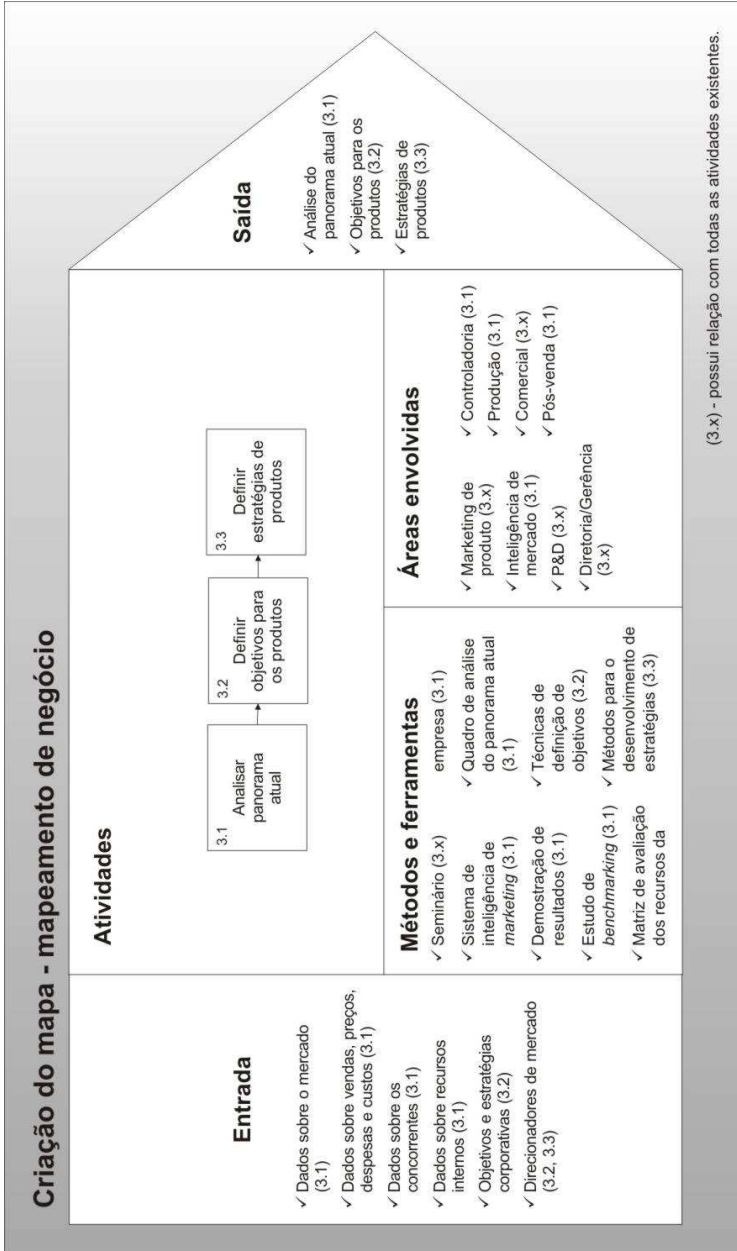 Criação do mapa - mapeamento de negócio
Entrada
✓ Dados sobre o mercado
(3.1)
✓ Dados sobre vendas, preços,
despesas e custos (3.1)
✓ Dados sobre os
concorrentes (3.1)
✓ Dados sobre recursos
internos (3.1)
✓ Objetivos e estratégias
corporativas (3.2)
✓ Direcionadores de mercado
(3.2, 3.3)
Atividades
3.1
Analisar
panorama
atual
3.2
Definir
objetivos para
os produtos
3.3
Definir
estratégias de
produtos
Métodos e ferramentas
✓ Seminário (3.x)
✓ Sistema de
inteligência de
marketing (3.1)
✓ Demostração de
resultados (3.1)
✓ Estudo de
benchmarking (3.1)
✓ Matriz de avaliação
dos recursos da
empresa (3.1)
✓ Quadro de análise
do panorama atual
(3.1)
✓ Técnicas de
definição de
objetivos (3.2)
✓ Métodos para o
desenvolvimento de
estratégias (3.3)
Áreas envolvidas
✓ Marketing de
produto (3.x)
✓ Inteligência de
mercado (3.1)
✓ P&D (3.x)
✓ Diretoria/Gerência
(3.x)
✓ Controladoria (3.1)
✓ Produção (3.1)
✓ Comercial (3.x)
✓ Pós-venda (3.1)
Saída
✓ Análise do
panorama atual (3.1)
✓ Objetivos para os
produtos (3.2)
✓ Estratégias de
produtos (3.3)
(3.x) - possui relação com todas as atividades existentes.